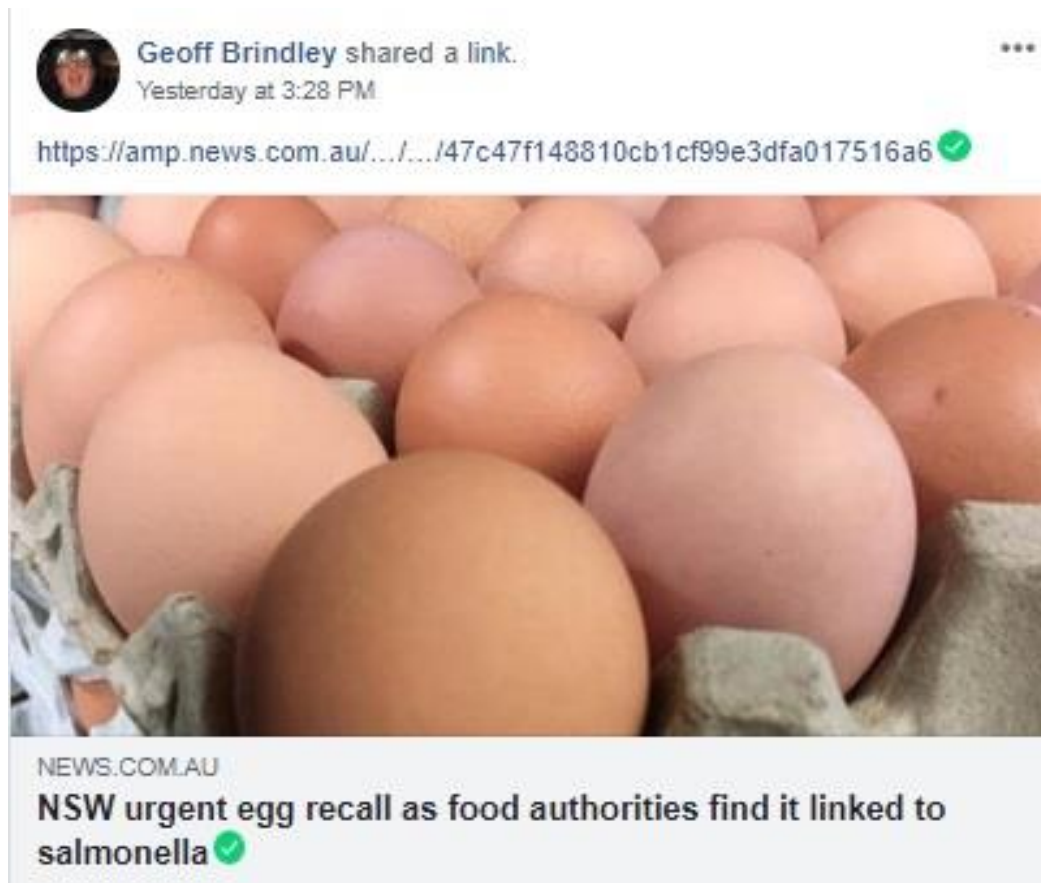 Geoff Brindley shared a link.
Yesterday at 3:28 PM
https://amp.news.com.au/.../.../47c47f148810cb1cf99e3dfa017516a6
NEWS.COM.AU
NSW urgent egg recall as food authorities find it linked to
salmonella